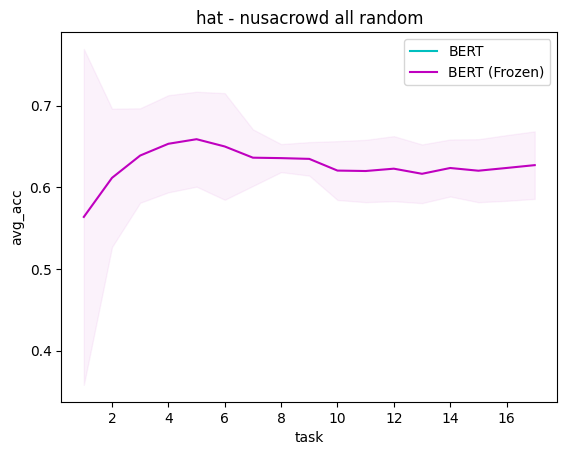 hat - nusacrowd all random
BERT
BERT (Frozen)
0.7
0.6
0.5
0.4
avg_acc
2 4 6 8 10 12 14 16
task